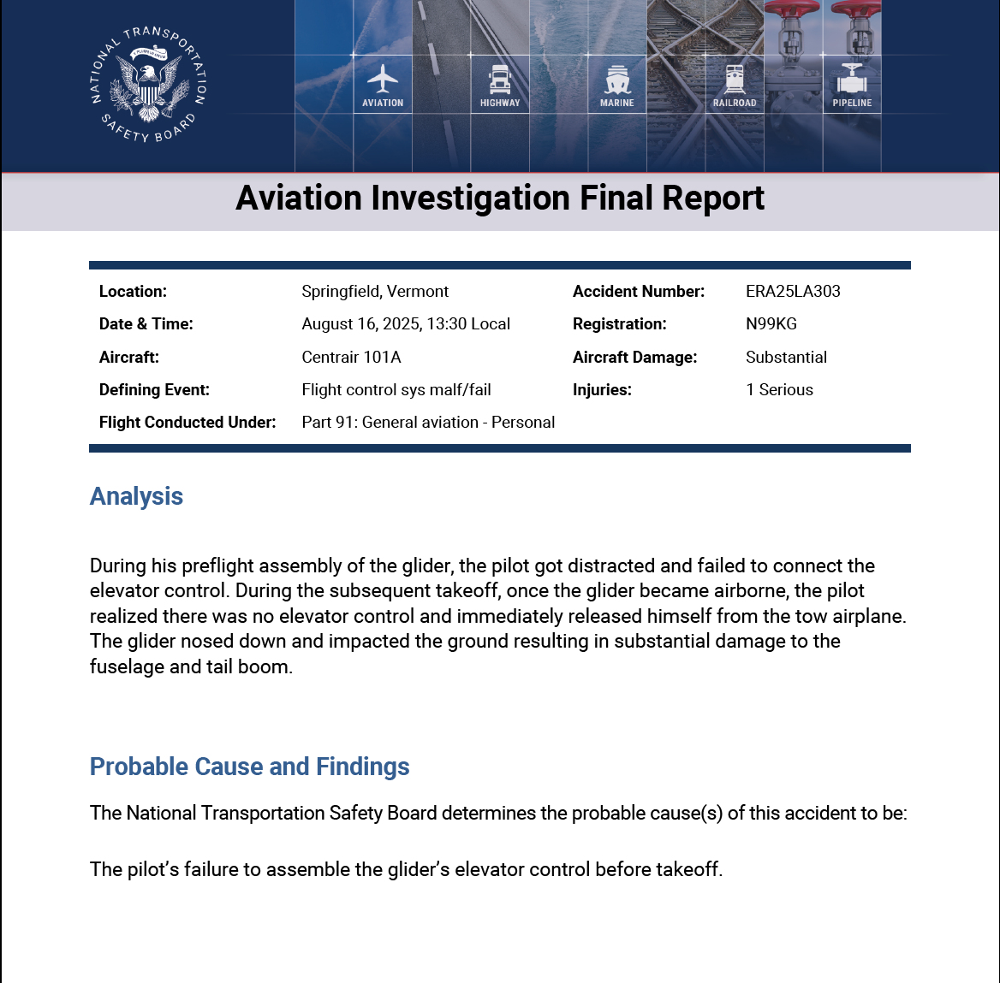 NATIONAL TRANSPORTATION SAFETY BOARD
AVIATION
HIGHWAY
MARINE
RAILROAD
PIPELINE
Aviation Investigation Final Report
Location: Springfield, Vermont Accident Number: ERA25LA303
Date & Time: August 16, 2025, 13:30 Local Registration: N99KG
Aircraft: Centrair 101A Aircraft Damage: Substantial
Defining Event: Flight control sys malf/fail Injuries: 1 Serious
Flight Conducted Under: Part 91: General aviation - Personal
Analysis
During his preflight assembly of the glider, the pilot got distracted and failed to connect the
elevator control. During the subsequent takeoff, once the glider became airborne, the pilot
realized there was no elevator control and immediately released himself from the tow airplane.
The glider nosed down and impacted the ground resulting in substantial damage to the
fuselage and tail boom.
Probable Cause and Findings
The National Transportation Safety Board determines the probable cause(s) of this accident to be:
The pilot’s failure to assemble the glider’s elevator control before takeoff.